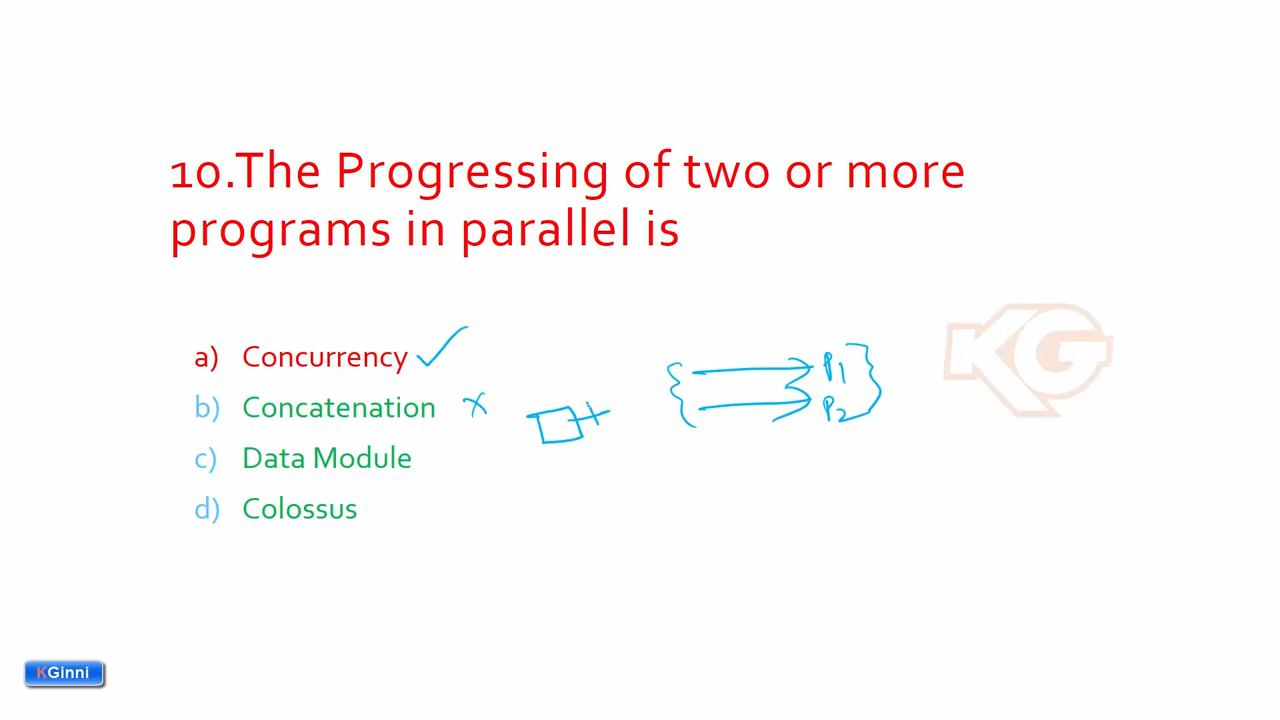 10.The Progressing of two or more
programs in parallel is
a) Concurrency
b) Concatenation
c) Data Module
d) Colossus
P1
P2
KG
KGinni